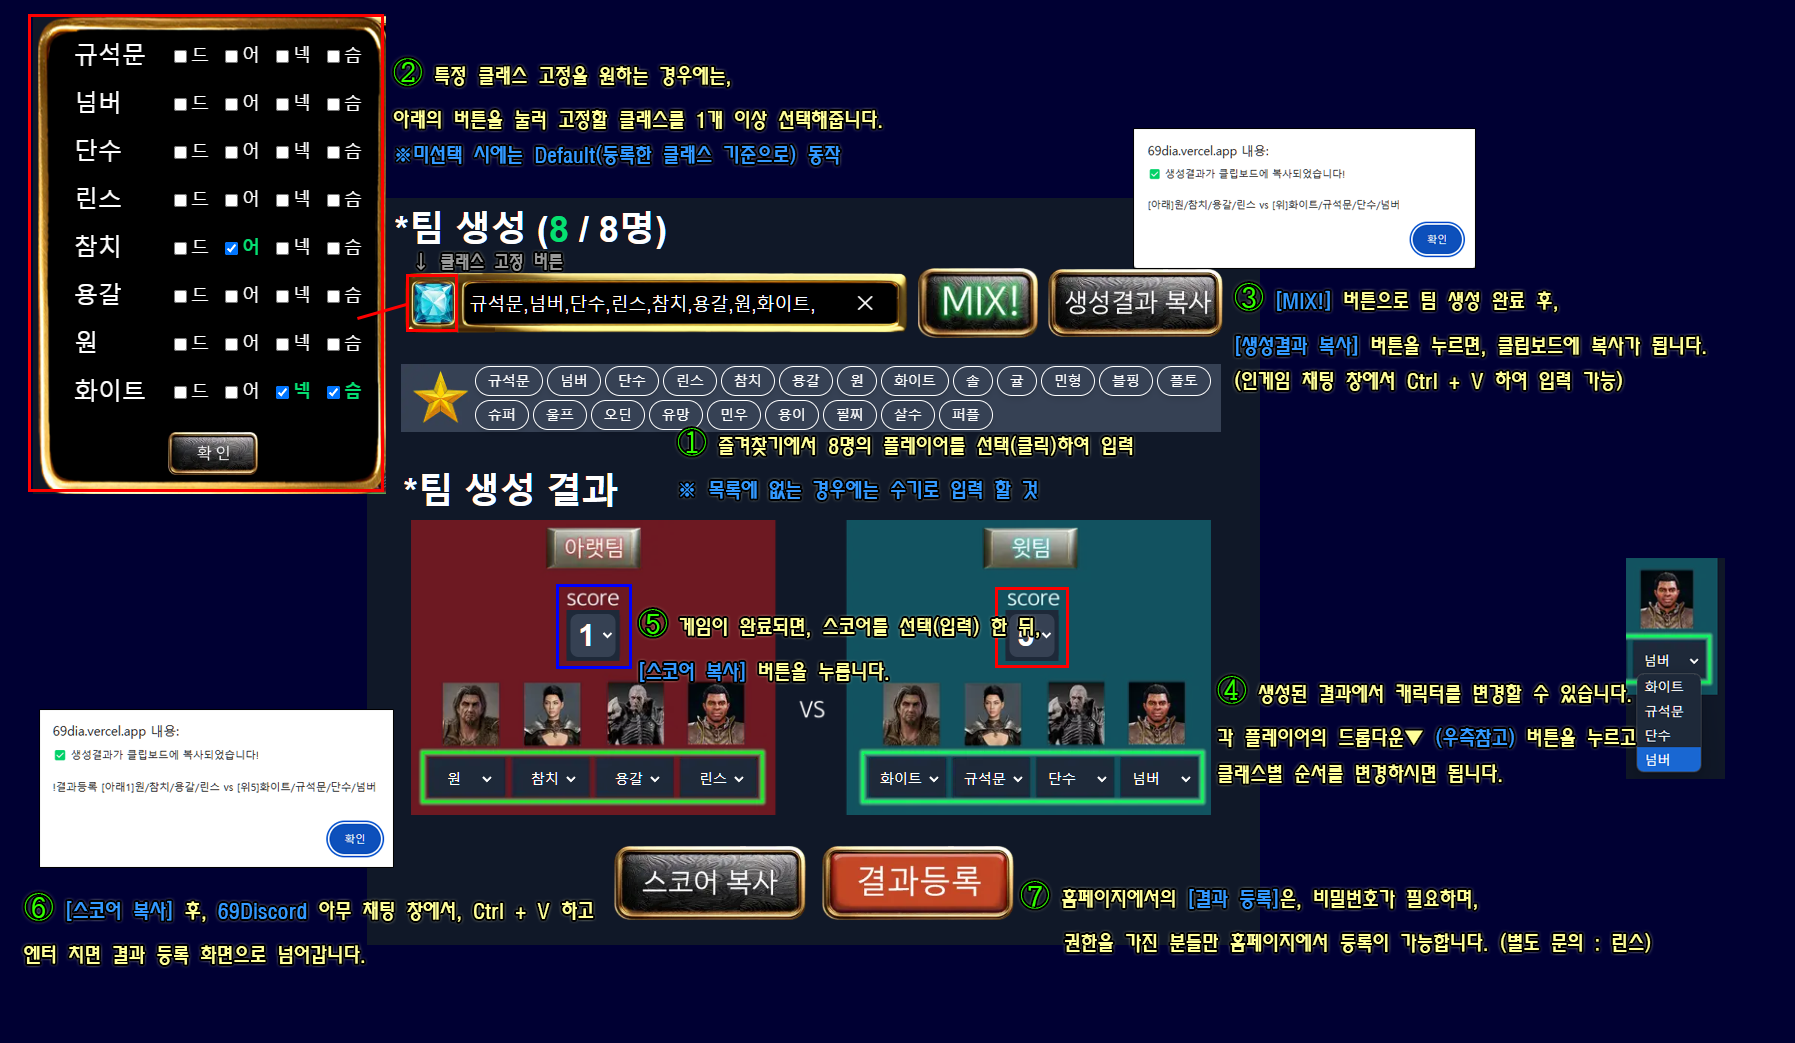 규석문 드 어 넥 슴
넘버 드 어 넥 슴
단수 드 어 넥 슴
린스 드 어 넥 슴
참치 드 어 넥 슴
용갈 드 어 넥 슴
원 드 어 넥 슴
화이트 드 어 넥 슴
확인
② 특정 클래스 고정을 원하는 경우에는,
아래의 버튼을 눌러 고정할 클래스를 1개 이상 선택해줍니다.
※미선택 시에는 Default(등록한 클래스 기준으로) 동작
69dia.vercel.app 내용:
✅ 생성결과가 클립보드에 복사되었습니다!
[아래]원/참치/용갈/린스 vs [위]화이트/규석문/단수/넘버
확인
*팀 생성 (8 / 8명)
↓ 클래스 고정 버튼
규석문,넘버,단수,린스,참치,용갈,원,화이트,
MIX!
생성결과 복사
③ [MIX!] 버튼으로 팀 생성 완료 후,
[생성결과 복사] 버튼을 누르면, 클립보드에 복사가 됩니다.
(인게임 채팅 창에서 Ctrl + V 하여 입력 가능)
규석문 넘버 단수 린스 참치 용갈 원 화이트 솔 귤 민형 블핑 플토
슈퍼 울프 오딘 유망 민우 용이 필찌 살수 퍼플
① 즐겨찾기에서 8명의 플레이어를 선택(클릭)하여 입력
※ 목록에 없는 경우에는 수기로 입력 할 것
*팀 생성 결과
아랫팀
윗팀
score
score
1
5
⑤ 게임이 완료되면, 스코어를 선택(입력) 한 뒤,
[스코어 복사] 버튼을 누릅니다.
VS
원 참치 용갈 린스
화이트 규석문 단수 넘버
④ 생성된 결과에서 캐릭터를 변경할 수 있습니다.
각 플레이어의 드롭다운▼ (우측참고) 버튼을 누르고
클래스별 순서를 변경하시면 됩니다.
넘버
화이트
규석문
단수
넘버
69dia.vercel.app 내용:
✅ 생성결과가 클립보드에 복사되었습니다!
!결과등록 [아래1]원/참치/용갈/린스 vs [위5]화이트/규석문/단수/넘버
확인
스코어 복사
결과등록
⑥ [스코어 복사] 후, 69Discord 아무 채팅 창에서, Ctrl + V 하고
엔터 치면 결과 등록 화면으로 넘어갑니다.
⑦ 홈페이지에서의 [결과 등록]은, 비밀번호가 필요하며,
권한을 가진 분들만 홈페이지에서 등록이 가능합니다. (별도 문의 : 린스)